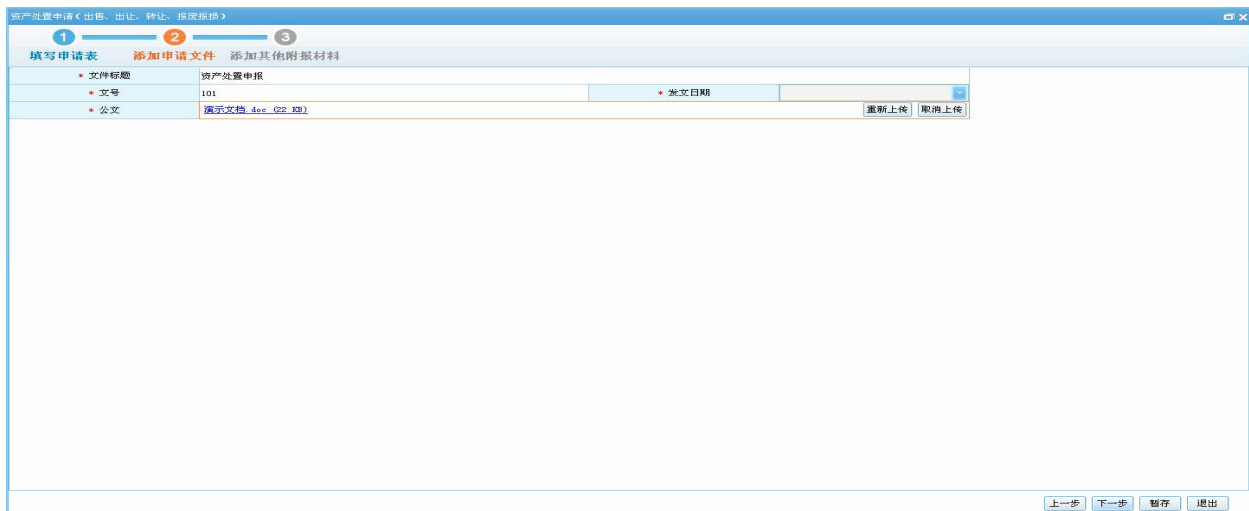 资产处置申请(出售、出让、转让、报废报损)
1 2 3
填写申请表 添加申请文件 添加其他附报材料
* 文件标题 资产处置申报
* 文号 101 * 发文日期
* 公文 演示文档.doc (22 KB) 重新上传 取消上传
上一步 下一步 暂存 退出